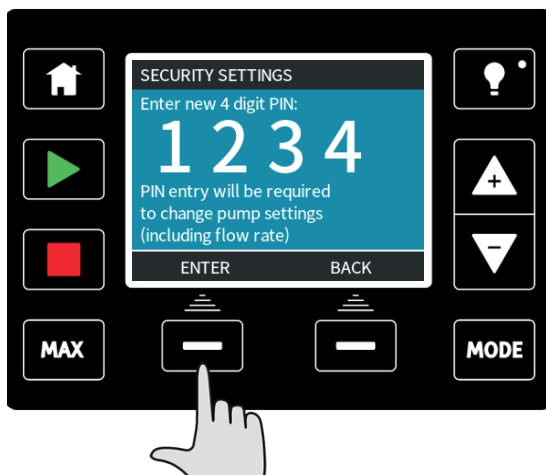 SECURITY SETTINGS
Enter new 4 digit PIN:
1 2 3 4
PIN entry will be required
to change pump settings
(including flow rate)
ENTER BACK
MAX
MODE